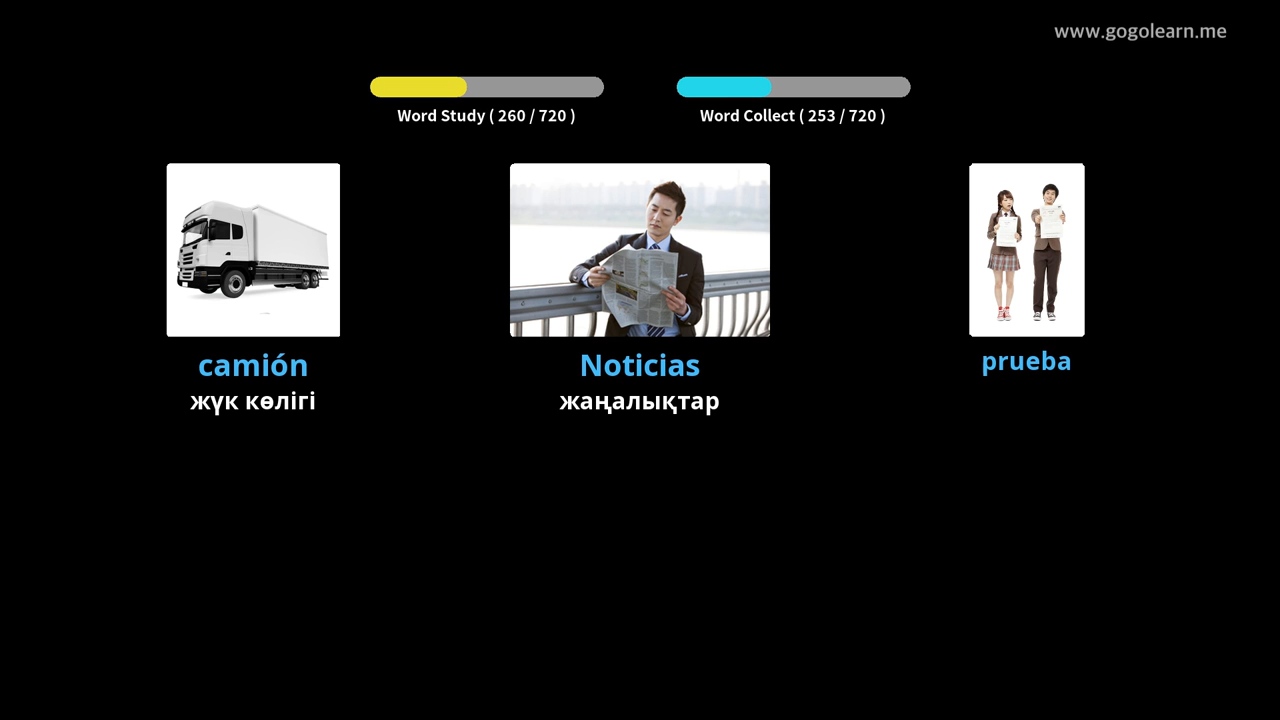 www.gogolearn.me
Word Study ( 260 / 720 )
Word Collect ( 253 / 720 )
camión
жүк көлігі
Noticias
жаңалықтар
prueba